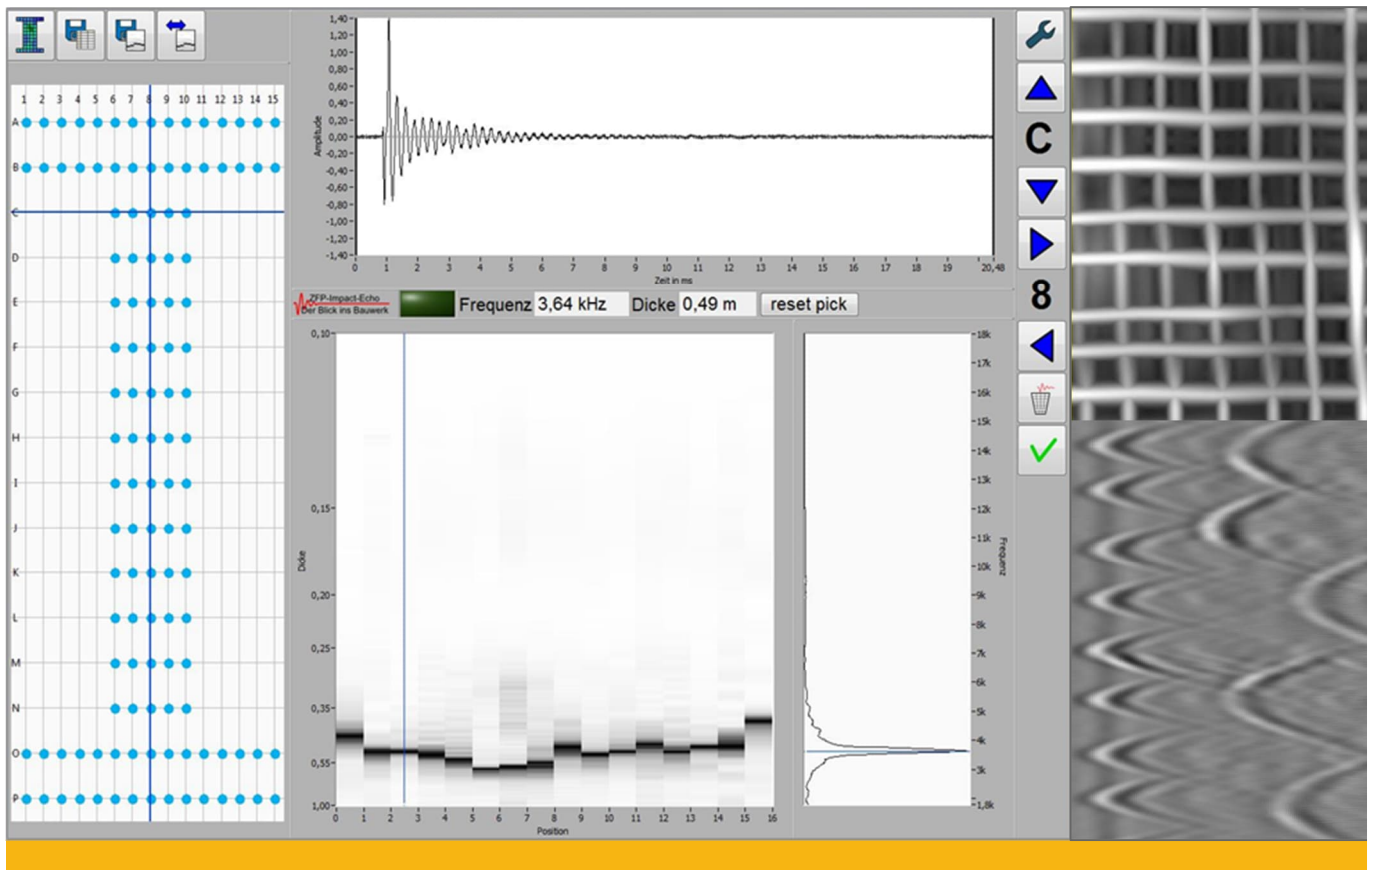 1 2 3 4 5 6 7 8 9 10 11 12 13 14 15
A
B
C
D
E
F
G
H
I
J
K
L
M
N
O
P
Amplitude
1,40
1,20
1,00
0,80
0,60
0,40
0,20
0,00
-0,20
-0,40
-0,60
-0,80
-1,00
-1,20
-1,40
0 1 2 3 4 5 6 7 8 9 10 11 12 13 14 15 16 17 18 19 20,48
Zeit in ms
ZFP-Impact-Echo
Der Blick ins Bauwerk
Frequenz 3,64 kHz Dicke 0,49 m reset pick
Dicke
0,10
0,15
0,20
0,25
0,35
0,55
1,00
0 1 2 3 4 5 6 7 8 9 10 11 12 13 14 15 16
Position
18k
17k
16k
15k
14k
13k
12k
11k
10k
9k
8k
7k
6k
5k
4k
3k
1,8k
Frequenz
C
8